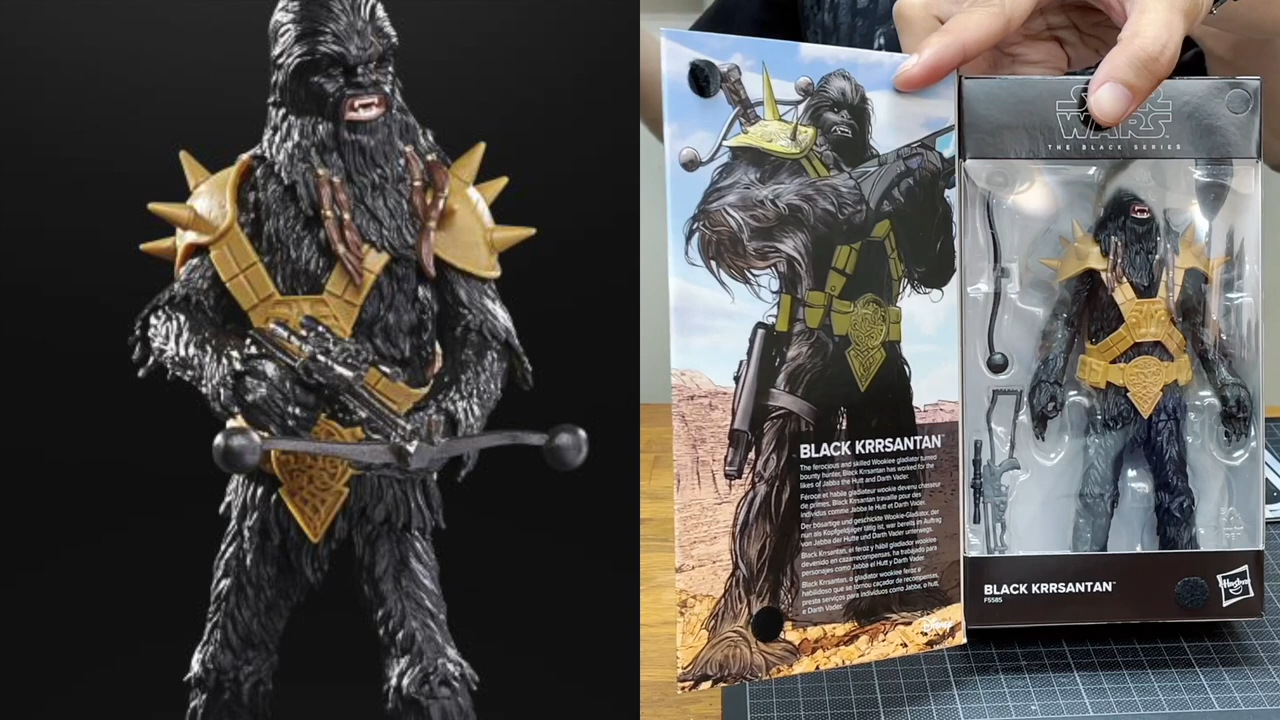 STAR
WARS
THE BLACK SERIES
BLACK KRRSANTAN™
The ferocious and skilled Wookiee gladiator turned
bounty hunter, Black Krrsantan has worked for the
likes of Jabba the Hutt and Darth Vader.
Féroce et habile gladiateur wookie devenu chasseur
de primes, Black Krrsantan travaille pour des
individus comme Jabba le Hutt et Darth Vader.
Der bösartige und geschickte Wookie-Gladiator, der
nun als Kopfgeldjäger tätig ist, war bereits im Auftrag
von Jabba der Hutte und Darth Vader unterwegs.
Black Krrsantan, el feroz y hábil gladiador wookiee
devenido en cazarrecompensas, ha trabajado para
personajes como Jabba el Hutt y Darth Vader.
Black Krrsantan, o gladiador wookiee feroz e
habilidoso que se tornou caçador de recompensas,
presta serviços para indivíduos como Jabba, o hutt,
e Darth Vader.
Disney
BLACK KRRSANTAN™
F5585
Hasbro